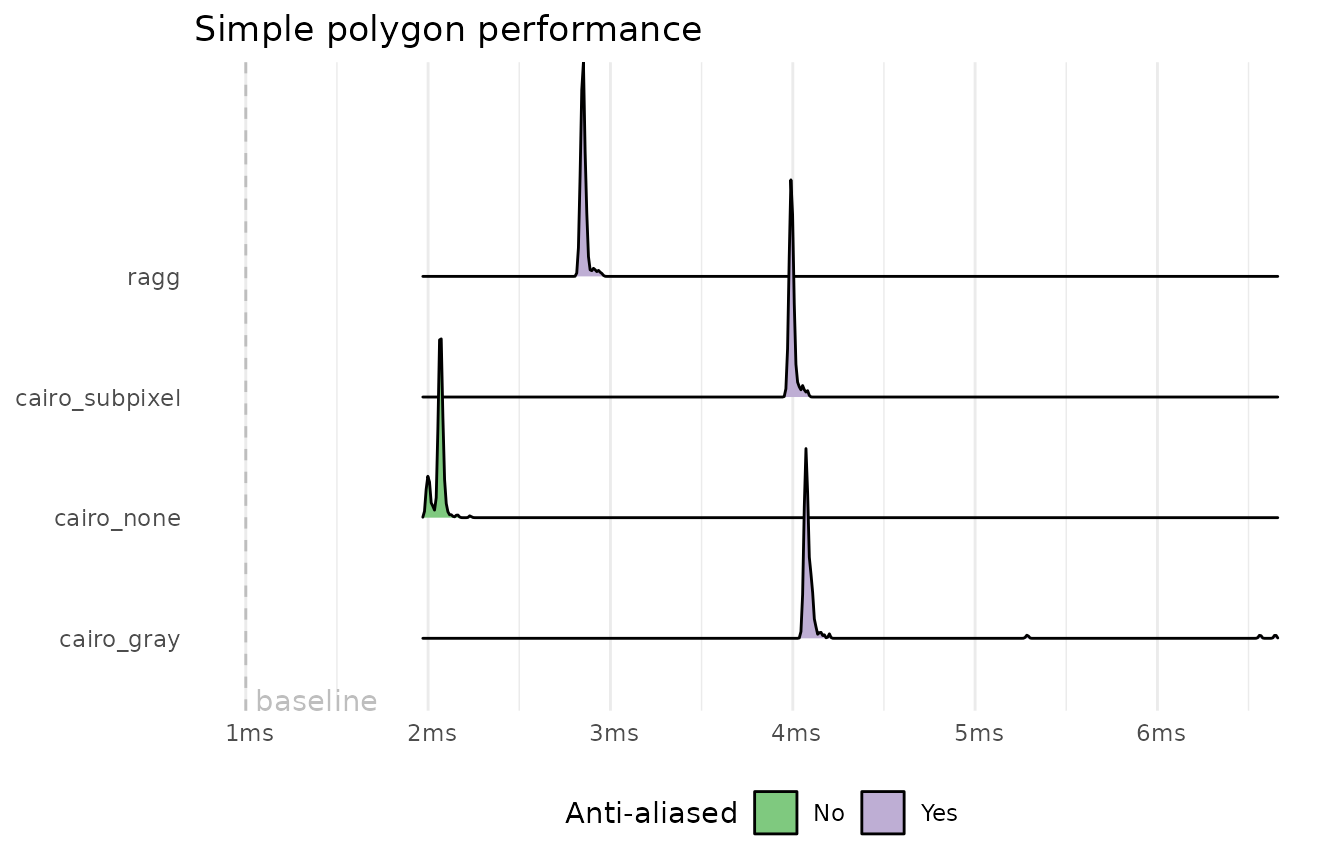 Simple polygon performance
ragg
cairo_subpixel
cairo_none
cairo_gray
baseline
1ms 2ms 3ms 4ms 5ms 6ms
Anti-aliased No Yes